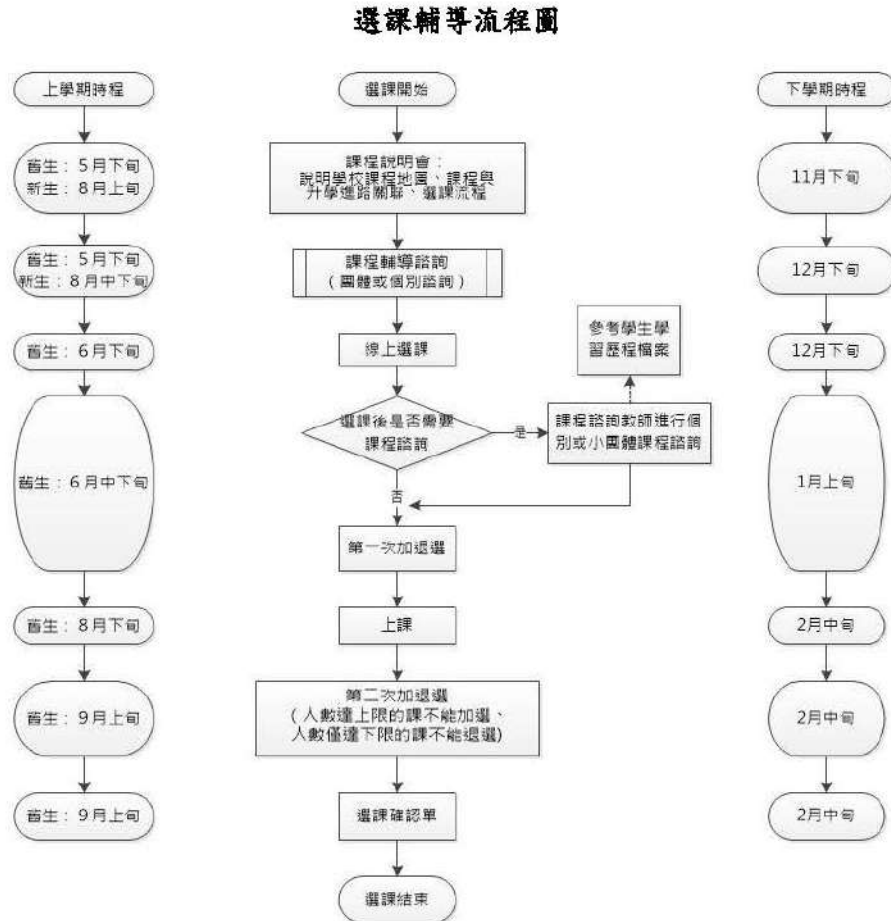 選課輔導流程圖
上學期時程
選課開始
下學期時程
舊生：5月下旬
新生：8月上旬
課程說明會：
說明學校課程地圖、課程與
升學進路關聯、選課流程
11月下旬
舊生：5月下旬
新生：8月中下旬
課程輔導諮詢
（團體或個別諮詢）
12月下旬
參考學生學
習歷程檔案
舊生：6月下旬
線上選課
12月下旬
選課後是否需要
課程諮詢
是
課程諮詢教師進行個
別或小團體課程諮詢
舊生：6月中下旬
1月上旬
否
第一次加退選
舊生：8月下旬
上課
2月中旬
第二次加退選
（人數達上限的課不能加選、
人數僅達下限的課不能退選)
舊生：9月上旬
2月中旬
舊生：9月上旬
選課確認單
2月中旬
選課結束